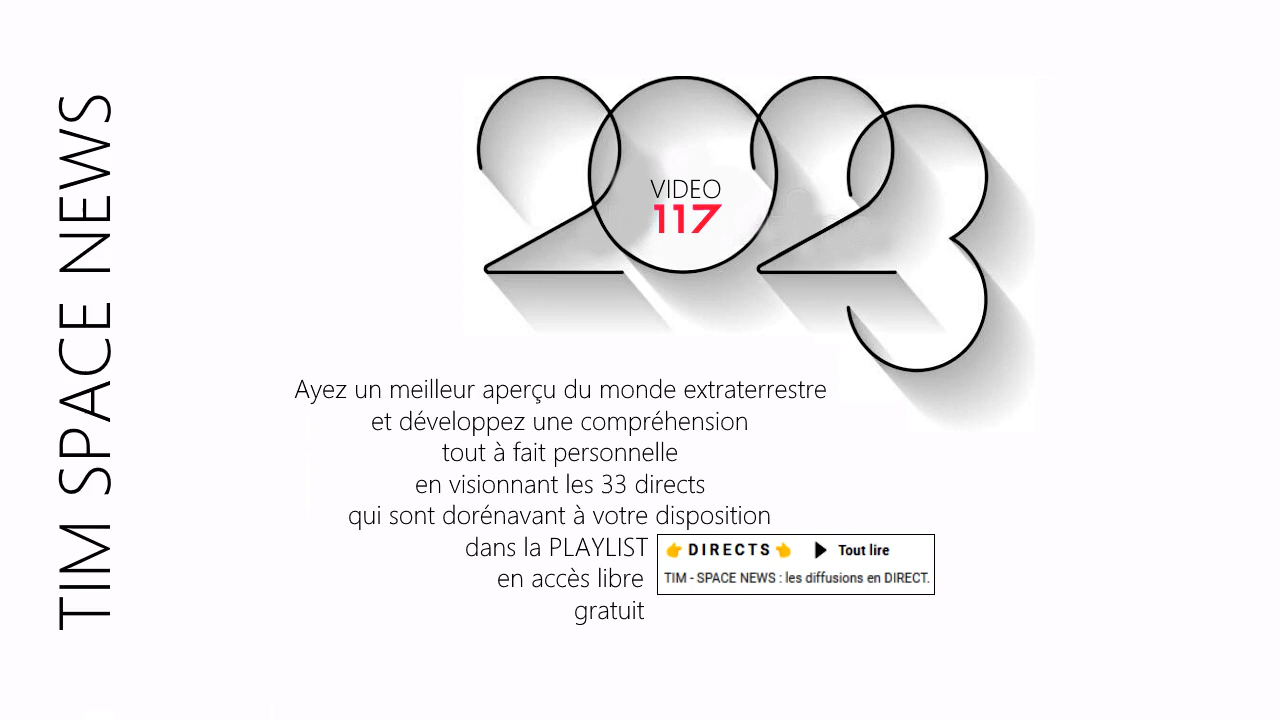 TIM SPACE NEWS
2023
VIDEO
117
Ayez un meilleur aperçu du monde extraterrestre
et développez une compréhension
tout à fait personnelle
en visionnant les 33 directs
qui sont dorénavant à votre disposition
dans la PLAYLIST
en accès libre
gratuit
👉 DIRECTS 👈 ▶ Tout lire
TIM - SPACE NEWS : les diffusions en DIRECT.